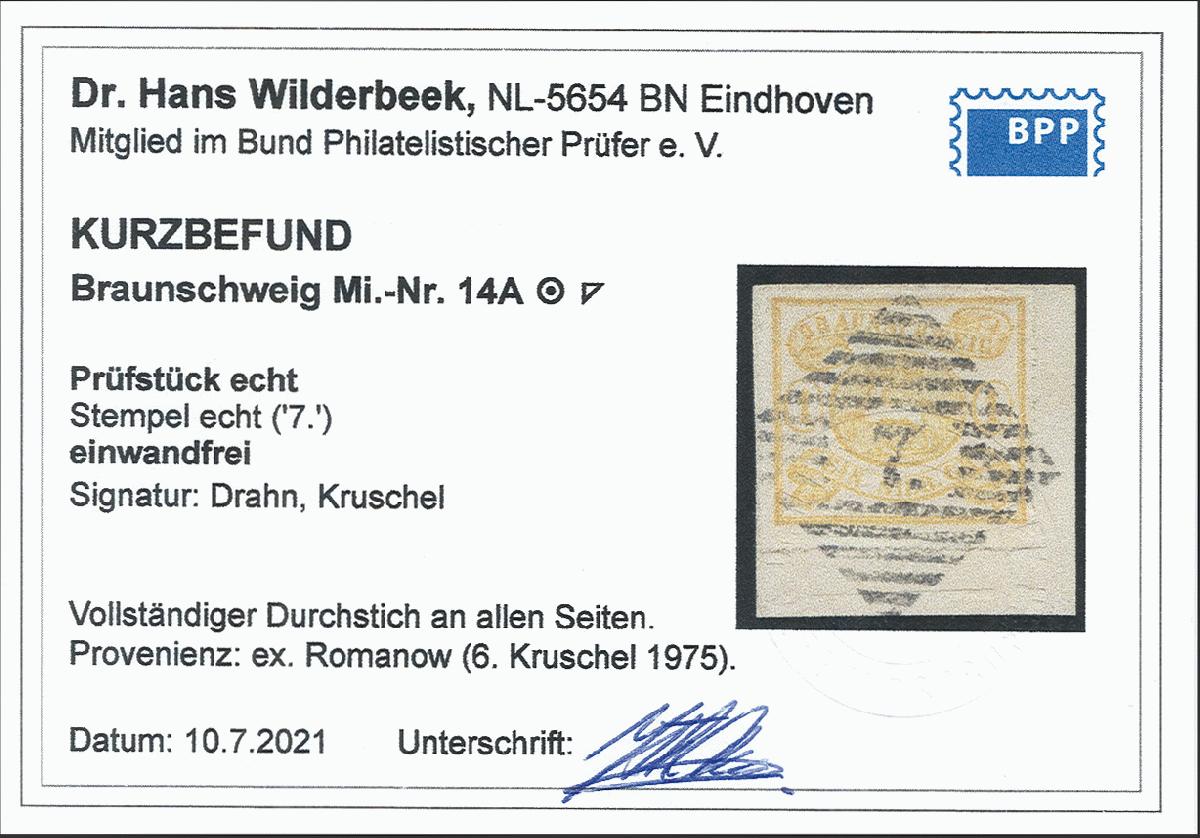 Dr. Hans Wilderbeek, NL-5654 BN Eindhoven
Mitglied im Bund Philatelistischer Prüfer e. V.
BPP
KURZBEFUND
Braunschweig Mi.-Nr. 14A ⊙
Prüfstück echt
Stempel echt ('7.')
einwandfrei
Signatur: Drahn, Kruschel
7.
Vollständiger Durchstich an allen Seiten.
Provenienz: ex. Romanow (6. Kruschel 1975).
Datum: 10.7.2021 Unterschrift: